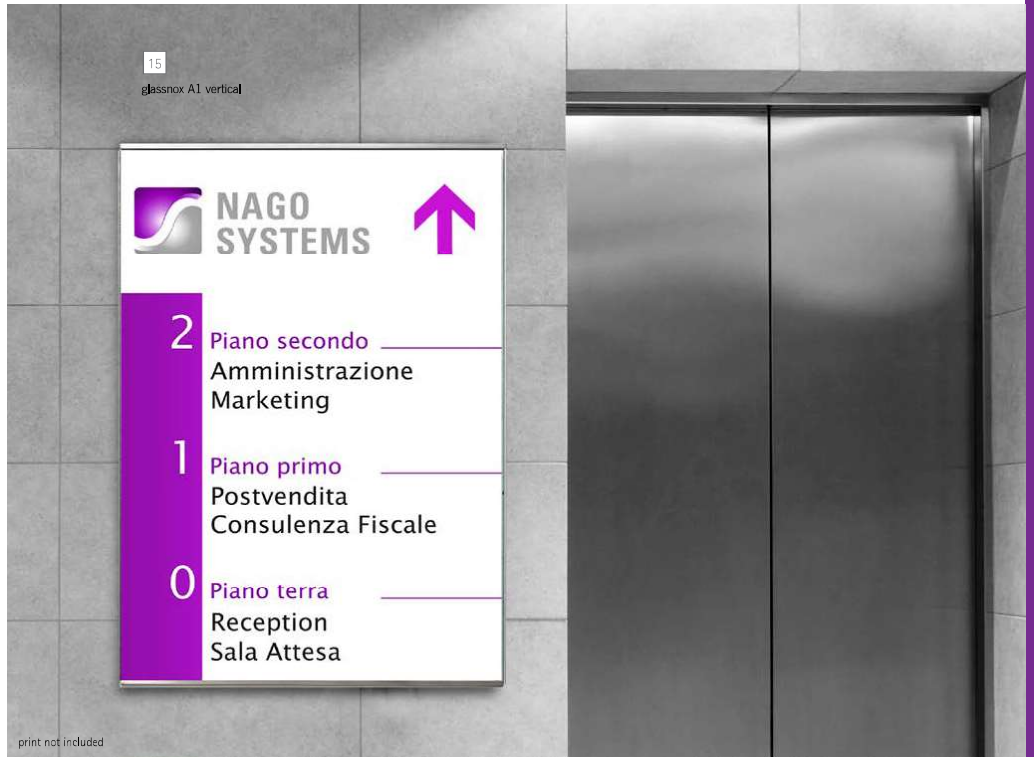 15
glassnox A1 vertical
NAGO
SYSTEMS
2
Piano secondo
Amministrazione
Marketing
1
Piano primo
Postvendita
Consulenza Fiscale
0
Piano terra
Reception
Sala Attesa
print not included